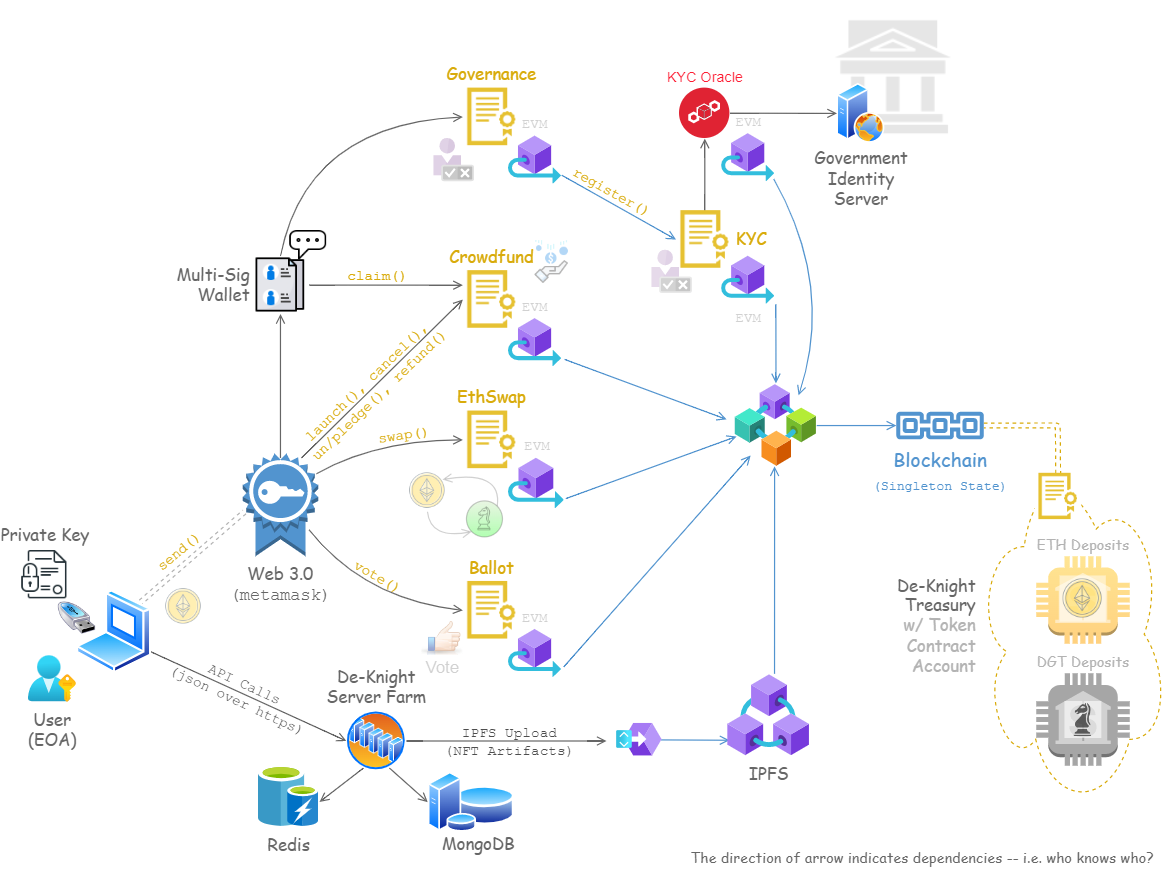 Governance
EVM
KYC Oracle
EVM
Government
Identity
Server
register()
KYC
EVM
Multi-Sig
Wallet
claim()
Crowdfund
EVM
launch(), cancel(),
un/pledge(), refund()
EthSwap
swap()
EVM
Blockchain
(Singleton State)
Private Key
send()
Web 3.0
(metamask)
vote()
Ballot
EVM
Vote
ETH Deposits
De-Knight
Treasury
w/ Token
Contract
Account
DGT Deposits
User
(EOA)
API Calls
(json over https)
De-Knight
Server Farm
IPFS Upload
(NFT Artifacts)
IPFS
Redis
MongoDB
The direction of arrow indicates dependencies -- i.e. who knows who?